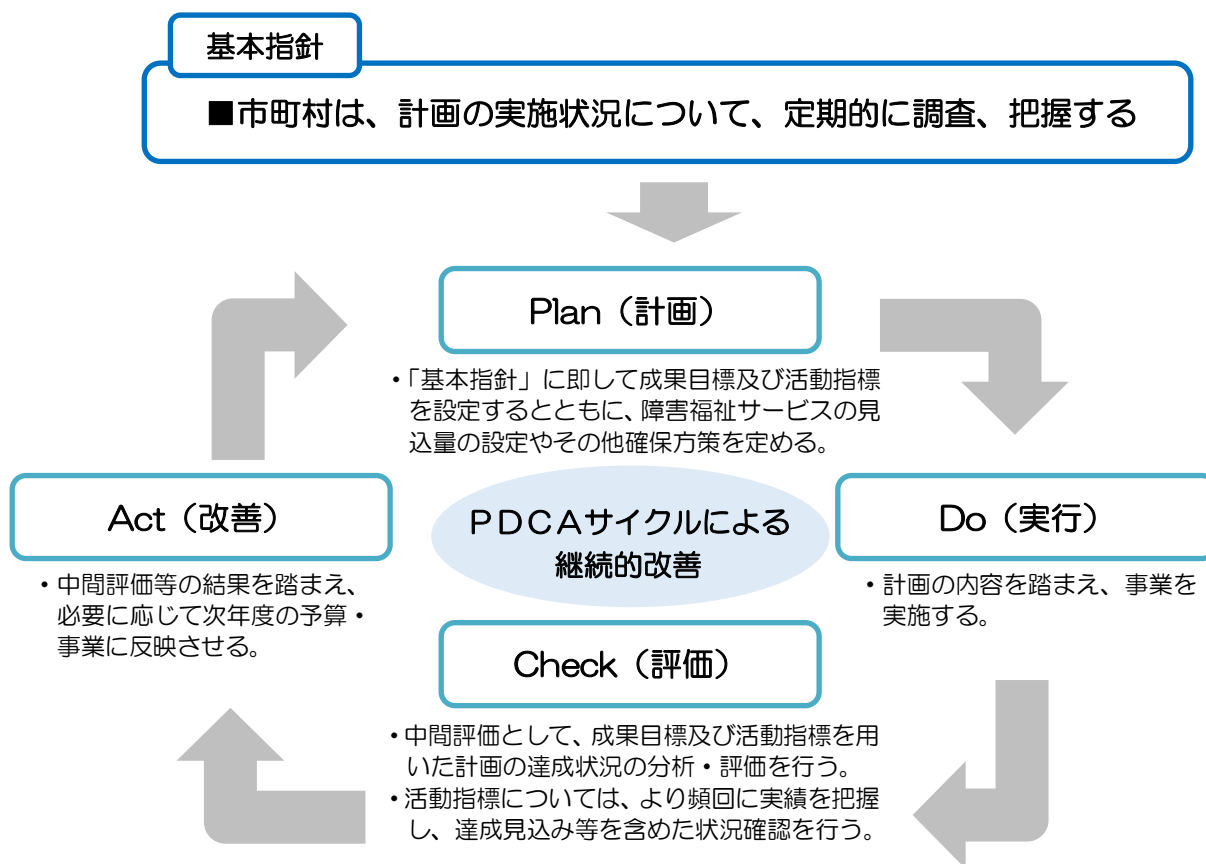 基本指針
■市町村は、計画の実施状況について、定期的に調査、把握する
Plan（計画）
・「基本指針」に即して成果目標及び活動指標
を設定するとともに、障害福祉サービスの見
込量の設定やその他確保方策を定める。
Act（改善）
PDCAサイクルによる
継続的改善
Do（実行）
・中間評価等の結果を踏まえ、
必要に応じて次年度の予算・
事業に反映させる。
・計画の内容を踏まえ、事業を
実施する。
Check（評価）
・中間評価として、成果目標及び活動指標を用
いた計画の達成状況の分析・評価を行う。
・活動指標については、より頻回に実績を把握
し、達成見込み等を含めた状況確認を行う。